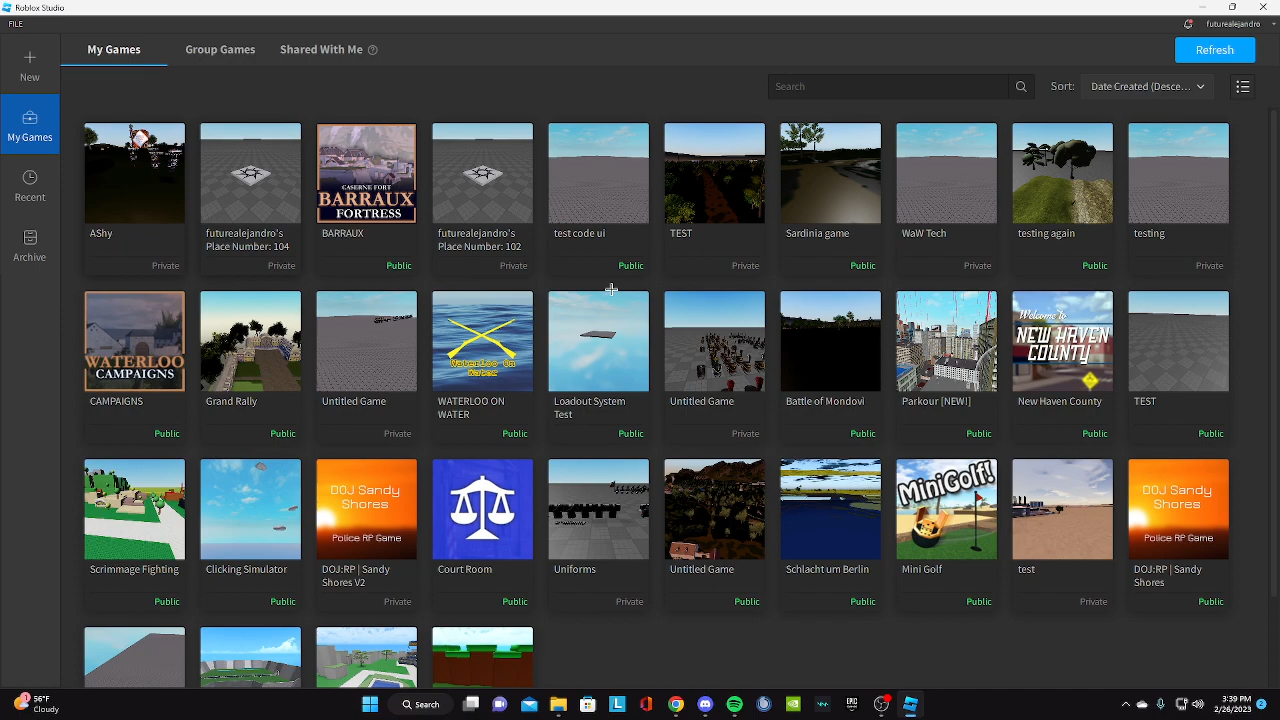 Roblox Studio
FILE
futurealejandro
New
My Games
Recent
Archive
My Games Group Games Shared With Me ?
Refresh
Search
Sort: Date Created (Desce...
AShy
Private
futurealejandro's
Place Number: 104
Private
CASERNE FORT
BARRAUX
FORTRESS
BARRAUX
Public
futurealejandro's
Place Number: 102
Private
test code ui
Public
TEST
Private
Sardinia game
Public
WaW Tech
Private
testing again
Public
testing
Private
WATERLOO
CAMPAIGNS
CAMPAIGNS
Public
Grand Rally
Public
Untitled Game
Private
Waterloo On
Water
WATERLOO ON
WATER
Public
Loadout System
Test
Public
Untitled Game
Private
Battle of Mondovi
Public
Parkour [NEW!]
Public
Welcome to
NEW HAVEN
COUNTY
New Haven County
Public
TEST
Public
Scrimmage Fighting
Public
Clicking Simulator
Public
DOJ Sandy
Shores
Police RP Game
DOJ:RP | Sandy
Shores V2
Private
Court Room
Public
Uniforms
Private
Untitled Game
Public
Schlacht um Berlin
Public
MiniGolf!
Mini Golf
Public
test
Private
DOJ Sandy
Shores
Police RP Game
DOJ:RP | Sandy
Shores
Public
56°F
Cloudy
Search
L
EPIC
3:39 PM
2/26/2023
2